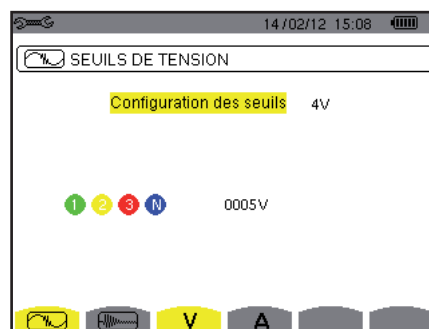 14/02/12 15:08
SEUILS DE TENSION
Configuration des seuils 4V
1 2 3 N 0005V
V A